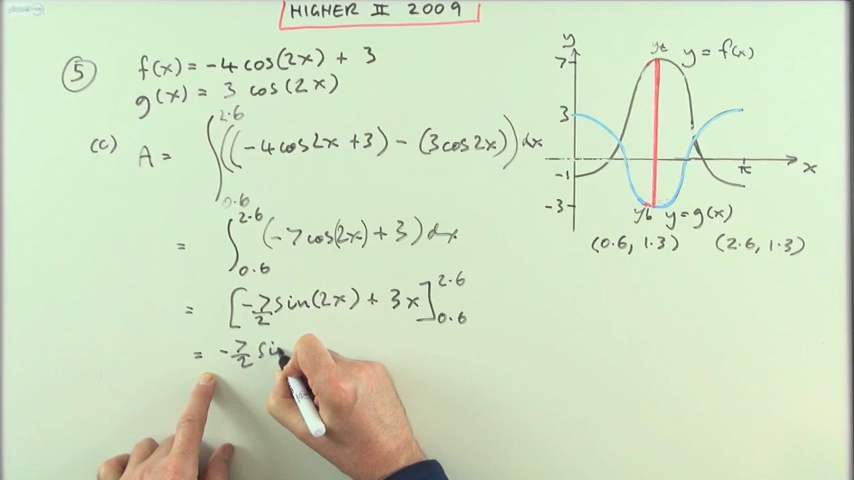 HIGHER II 2009
5 f(x) = -4 cos(2x) + 3
g(x) = 3 cos(2x)
(c) A = ∫_{0.6}^{2.6} ((-4cos2x +3) - (3cos2x)) dx
= ∫_{0.6}^{2.6} (-7cos(2x) + 3) dx
= [-7/2 sin(2x) + 3x]_{0.6}^{2.6}
= -7/2 si
y
yt
y = f(x)
7
3
-1
-3
π
x
yb
y = g(x)
(0.6, 1.3) (2.6, 1.3)